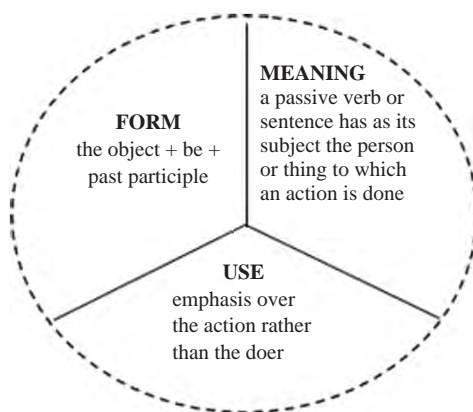 FORM
the object + be +
past participle
MEANING
a passive verb or
sentence has as its
subject the person
or thing to which
an action is done
USE
emphasis over
the action rather
than the doer